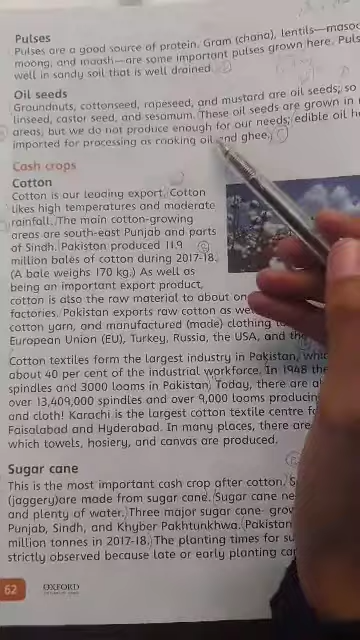 Pulses
Pulses are a good source of protein. Gram (chana), lentils—masoo
moong, and maash—are some important pulses grown here. Puls
well in sandy soil that is well drained.
Oil seeds
Groundnuts, cottonseed, rapeseed, and mustard are oil seeds; so
linseed, castor seed, and sesamum. These oil seeds are grown in
areas, but we do not produce enough for our needs; edible oil h
imported for processing as cooking oil and ghee.
Cash crops
Cotton
Cotton is our leading export. Cotton
likes high temperatures and moderate
rainfall. The main cotton-growing
areas are south-east Punjab and parts
of Sindh. Pakistan produced 11.9
million bales of cotton during 2017-18.
(A bale weighs 170 kg.) As well as
being an important export product,
cotton is also the raw material to about on
factories. Pakistan exports raw cotton as we
cotton yarn, and manufactured (made) clothing to
European Union (EU), Turkey, Russia, the USA, and th
Cotton textiles form the largest industry in Pakistan, whic
about 40 per cent of the industrial workforce. In 1948 the
spindles and 3000 looms in Pakistan. Today, there are al
over 13,409,000 spindles and over 9,000 looms producin
and cloth! Karachi is the largest cotton textile centre fo
Faisalabad and Hyderabad. In many places, there are
which towels, hosiery, and canvas are produced.
Sugar cane
This is the most important cash crop after cotton. S
(jaggery)are made from sugar cane. Sugar cane ne
and plenty of water. Three major sugar cane- grow
Punjab, Sindh, and Khyber Pakhtunkhwa. Pakistan
million tonnes in 2017-18. The planting times for su
strictly observed because late or early planting can
62
OXFORD